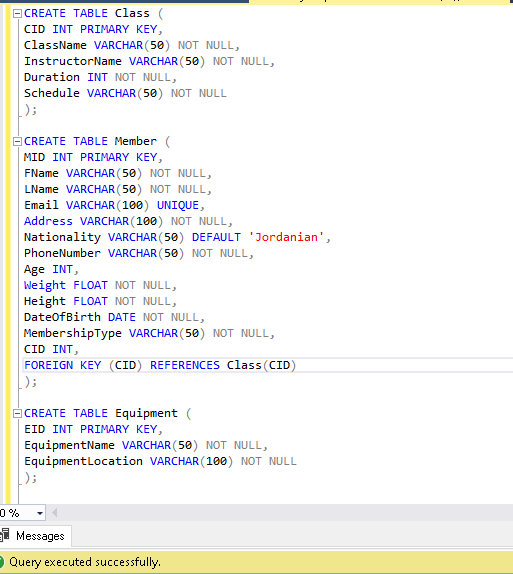 CREATE TABLE Class (
CID INT PRIMARY KEY,
ClassName VARCHAR(50) NOT NULL,
InstructorName VARCHAR(50) NOT NULL,
Duration INT NOT NULL,
Schedule VARCHAR(50) NOT NULL
);
CREATE TABLE Member (
MID INT PRIMARY KEY,
FName VARCHAR(50) NOT NULL,
LName VARCHAR(50) NOT NULL,
Email VARCHAR(100) UNIQUE,
Address VARCHAR(100) NOT NULL,
Nationality VARCHAR(50) DEFAULT 'Jordanian',
PhoneNumber VARCHAR(50) NOT NULL,
Age INT,
Weight FLOAT NOT NULL,
Height FLOAT NOT NULL,
DateOfBirth DATE NOT NULL,
MembershipType VARCHAR(50) NOT NULL,
CID INT,
FOREIGN KEY (CID) REFERENCES Class(CID)
);
CREATE TABLE Equipment (
EID INT PRIMARY KEY,
EquipmentName VARCHAR(50) NOT NULL,
EquipmentLocation VARCHAR(100) NOT NULL
);
0 %
Messages
Query executed successfully.